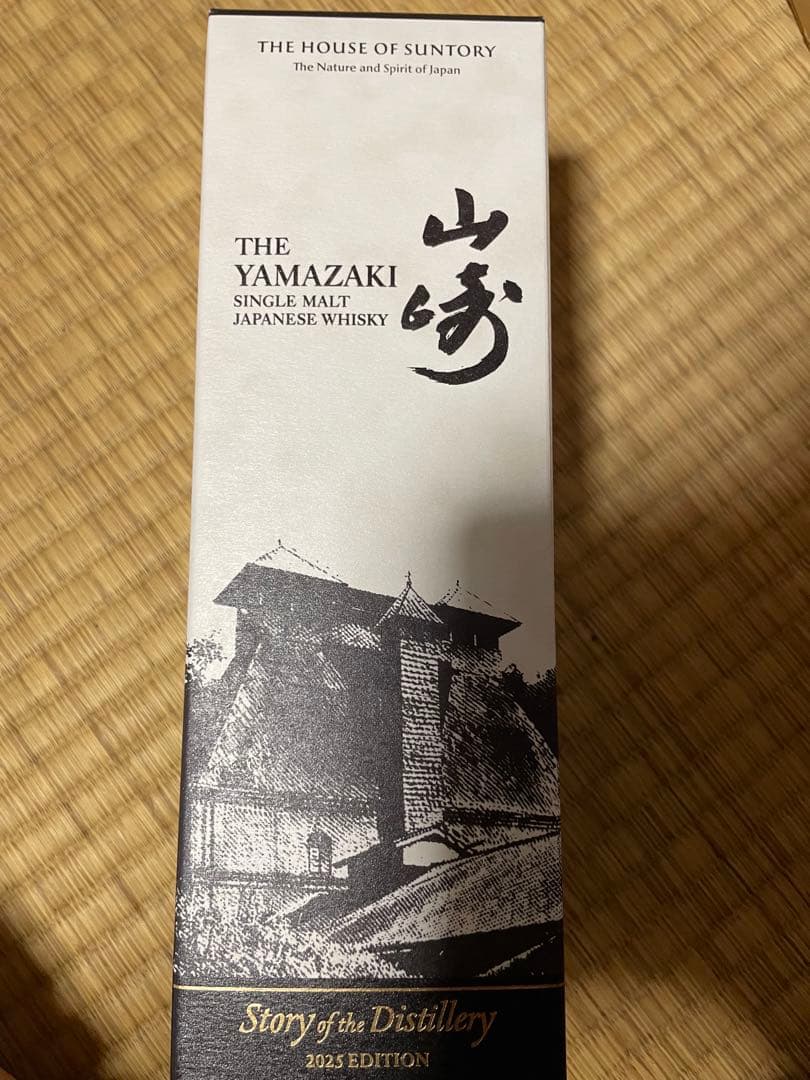 THE HOUSE OF SUNTORY
The Nature and Spirit of Japan
山崎
THE
YAMAZAKI
SINGLE MALT
JAPANESE WHISKY
Story of the Distillery
2025 EDITION